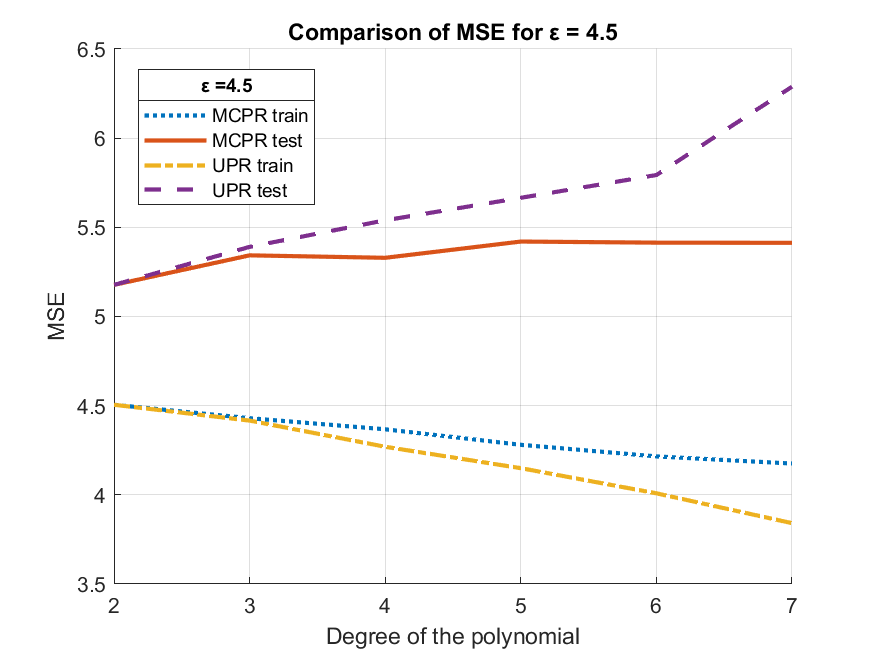 Comparison of MSE for ε = 4.5
6.5
6
5.5
5
4.5
4
3.5
MSE
ε =4.5
MCPR train
MCPR test
UPR train
UPR test
2 3 4 5 6 7
Degree of the polynomial